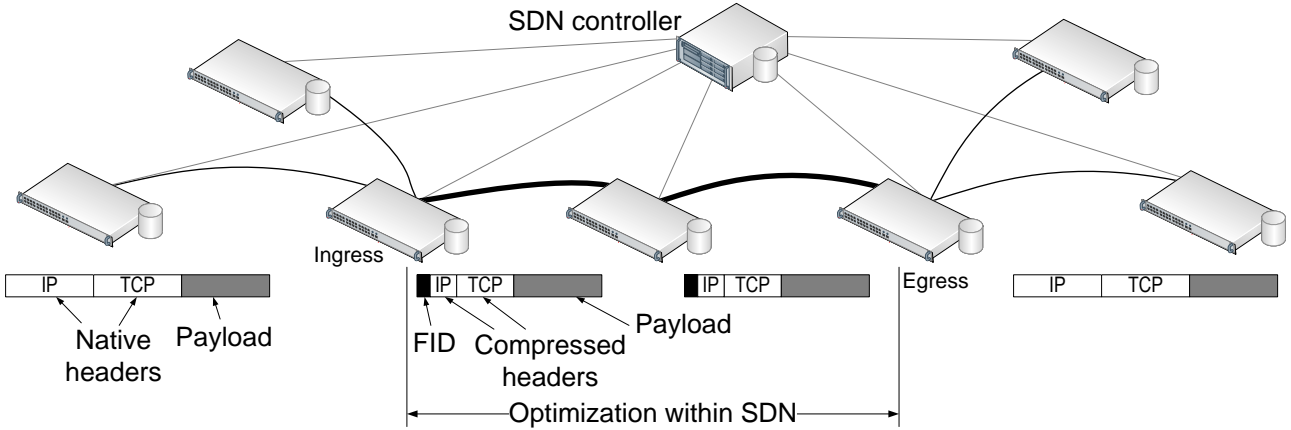 SDN controller
Ingress
Egress
IP TCP
IP TCP
IP TCP
IP TCP
Native headers
Payload
FID
Compressed headers
Payload
Optimization within SDN